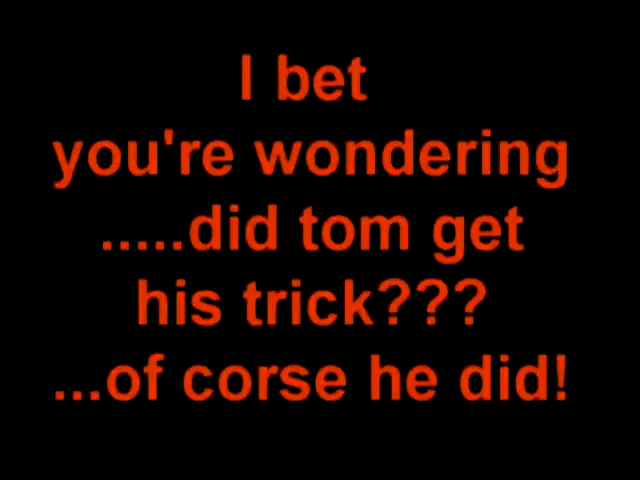 I bet
you're wondering
.....did tom get
his trick???
...of corse he did!